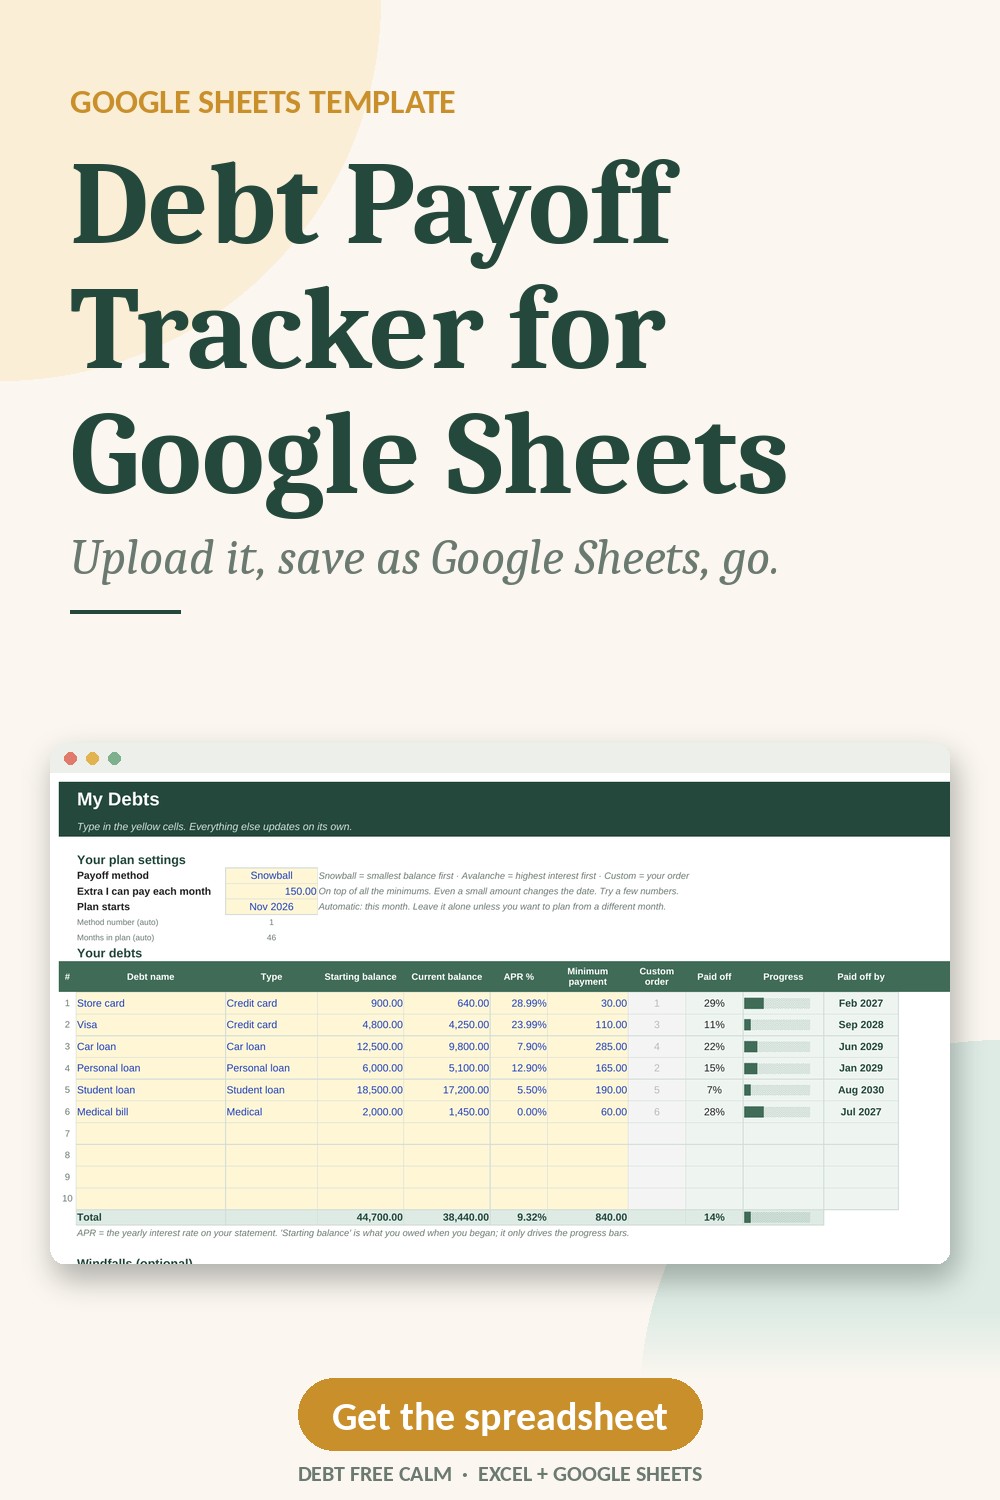 GOOGLE SHEETS TEMPLATE
Debt Payoff
Tracker for
Google Sheets
Upload it, save as Google Sheets, go.
My Debts
Type in the yellow cells. Everything else updates on its own.
Your plan settings
Payoff method Snowball Snowball = smallest balance first · Avalanche = highest interest first · Custom = your order
Extra I can pay each month 150.00 On top of all the minimums. Even a small amount changes the date. Try a few numbers.
Plan starts Nov 2026 Automatic: this month. Leave it alone unless you want to plan from a different month.
Method number (auto) 1
Months in plan (auto) 46
Your debts
# Debt name Type Starting balance Current balance APR % Minimum payment Custom order Paid off Progress Paid off by
1 Store card Credit card 900.00 640.00 28.99% 30.00 1 29% Feb 2027
2 Visa Credit card 4,800.00 4,250.00 23.99% 110.00 3 11% Sep 2028
3 Car loan Car loan 12,500.00 9,800.00 7.90% 285.00 4 22% Jun 2029
4 Personal loan Personal loan 6,000.00 5,100.00 12.90% 165.00 2 15% Jan 2029
5 Student loan Student loan 18,500.00 17,200.00 5.50% 190.00 5 7% Aug 2030
6 Medical bill Medical 2,000.00 1,450.00 0.00% 60.00 6 28% Jul 2027
7
8
9
10
Total 44,700.00 38,440.00 9.32% 840.00 14%
APR = the yearly interest rate on your statement. 'Starting balance' is what you owed when you began; it only drives the progress bars.
Windfalls (optional)
Get the spreadsheet
DEBT FREE CALM · EXCEL + GOOGLE SHEETS